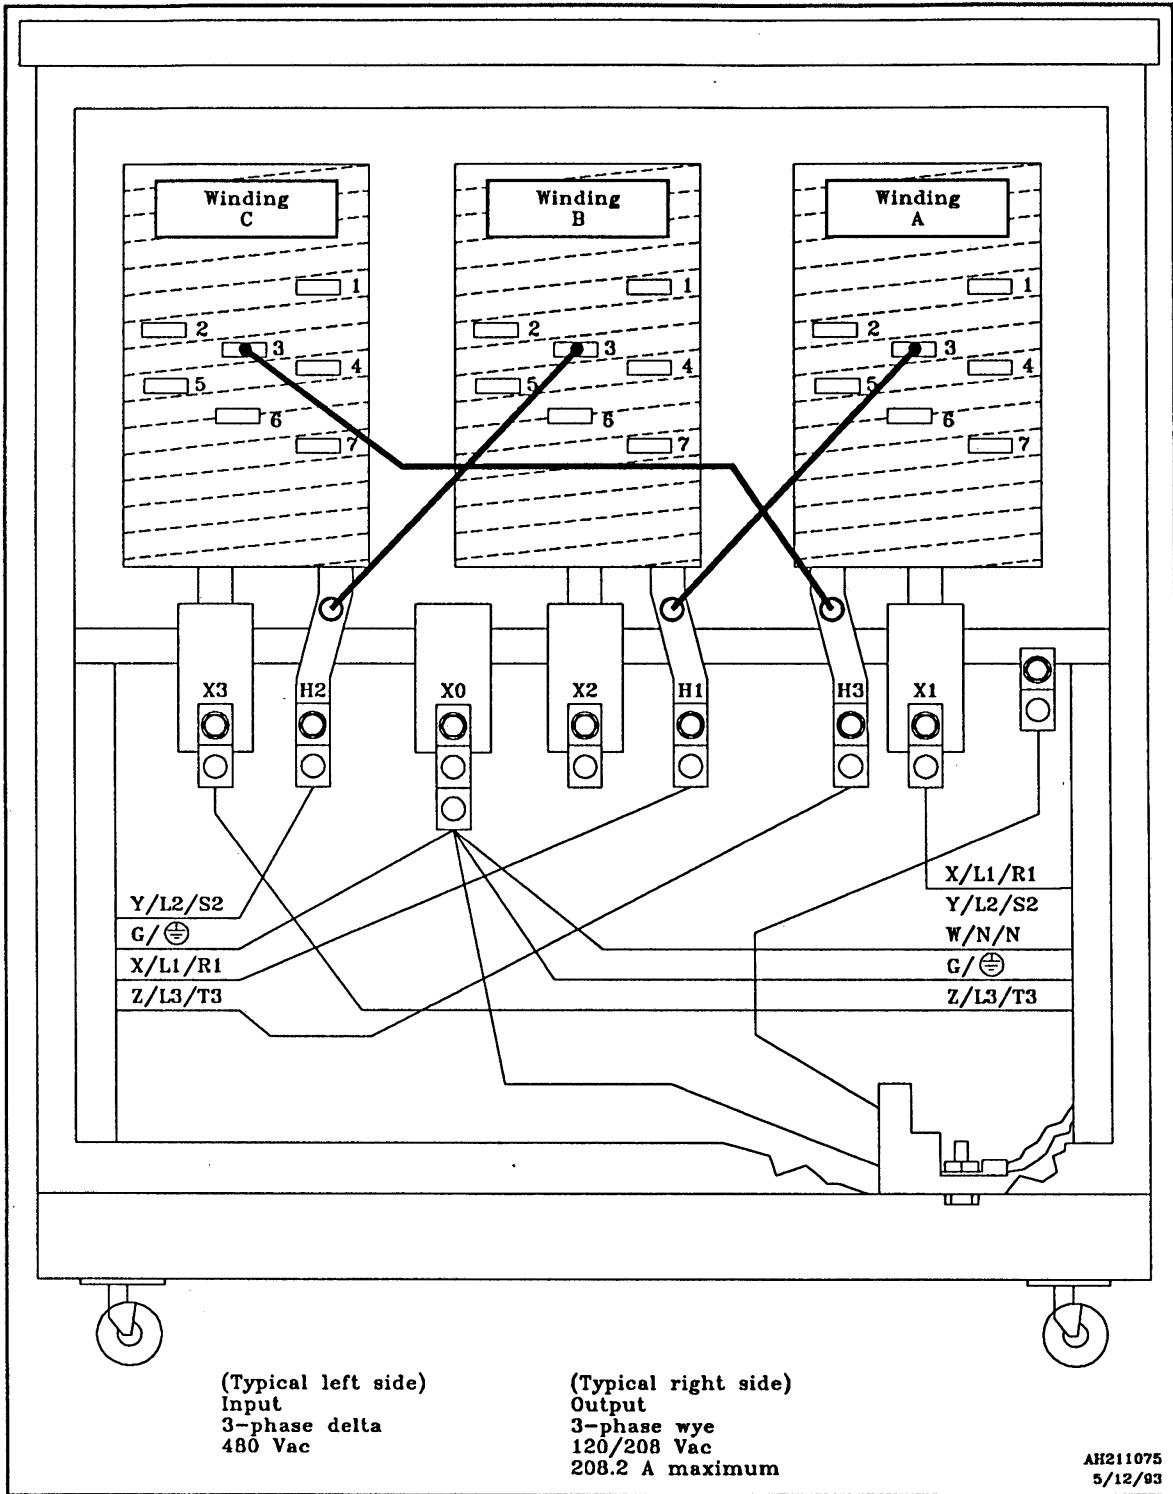 Winding
C
Winding
B
Winding
A
1
2
3
4
5
6
7
1
2
3
4
5
6
7
1
2
3
4
5
6
7
X3 H2 X0 X2 H1 H3 X1
Y/L2/S2
G/⏚
X/L1/R1
Z/L3/T3
X/L1/R1
Y/L2/S2
W/N/N
G/⏚
Z/L3/T3
(Typical left side)
Input
3-phase delta
480 Vac
(Typical right side)
Output
3-phase wye
120/208 Vac
208.2 A maximum
AH211075
5/12/93